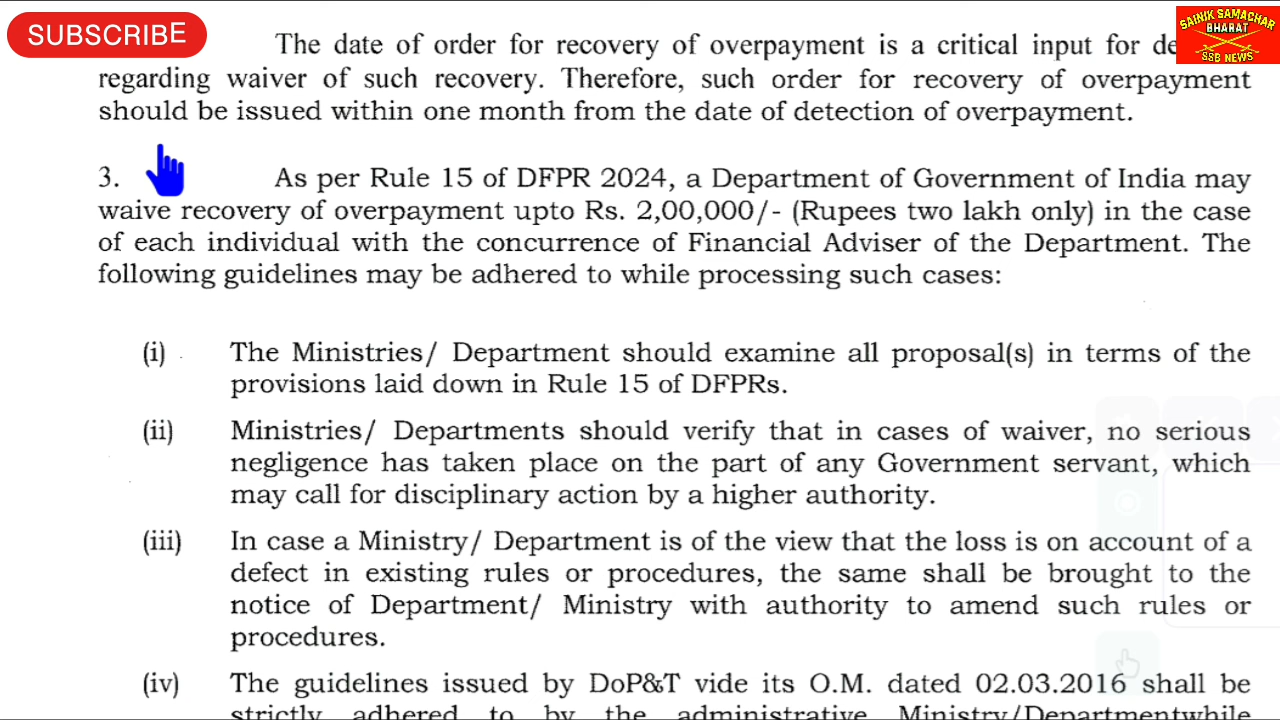 SUBSCRIBE
SAINIK SAMACHAR
BHARAT
SSB NEWS
The date of order for recovery of overpayment is a critical input for
regarding waiver of such recovery. Therefore, such order for recovery of overpayment
should be issued within one month from the date of detection of overpayment.
3. As per Rule 15 of DFPR 2024, a Department of Government of India may
waive recovery of overpayment upto Rs. 2,00,000/- (Rupees two lakh only) in the case
of each individual with the concurrence of Financial Adviser of the Department. The
following guidelines may be adhered to while processing such cases:
(i) The Ministries/ Department should examine all proposal(s) in terms of the
provisions laid down in Rule 15 of DFPRs.
(ii) Ministries/ Departments should verify that in cases of waiver, no serious
negligence has taken place on the part of any Government servant, which
may call for disciplinary action by a higher authority.
(iii) In case a Ministry/ Department is of the view that the loss is on account of a
defect in existing rules or procedures, the same shall be brought to the
notice of Department/ Ministry with authority to amend such rules or
procedures.
(iv) The guidelines issued by DoP&T vide its O.M. dated 02.03.2016 shall be
strictly adhered to by the administrative Ministry/Departmentwhile